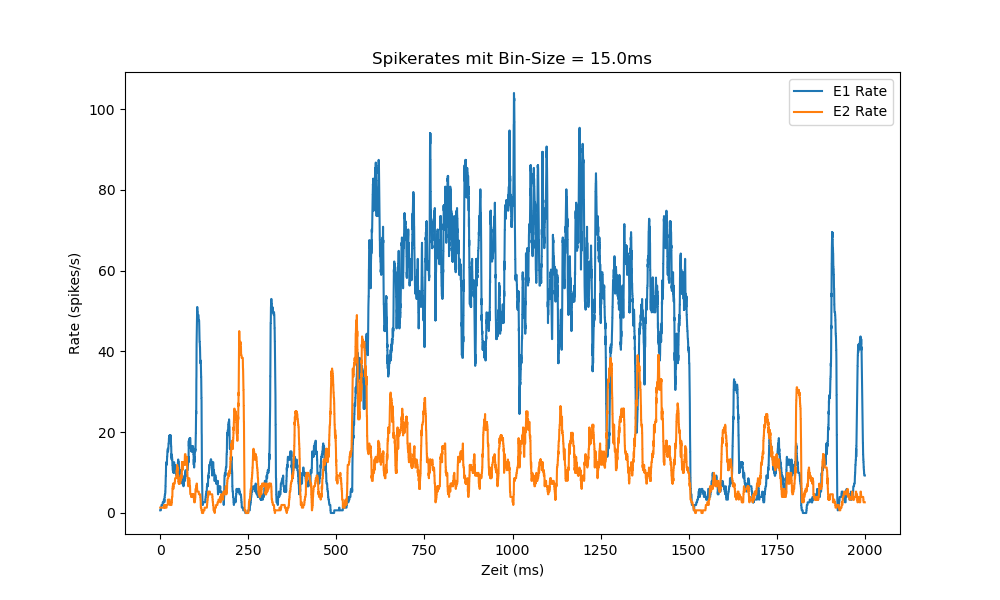 Spikerates mit Bin-Size = 15.0ms
E1 Rate
E2 Rate
100
80
60
40
20
0
Rate (spikes/s)
0 250 500 750 1000 1250 1500 1750 2000
Zeit (ms)